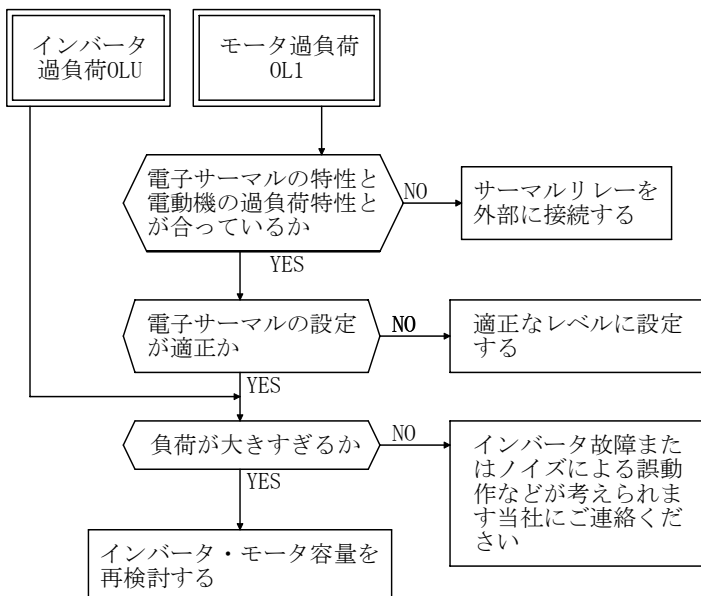 インバータ
過負荷OLU
モータ過負荷
OL1
電子サーマルの特性と
電動機の過負荷特性と
が合っているか
NO
サーマルリレーを
外部に接続する
YES
電子サーマルの設定
が適正か
NO
適正なレベルに設定
する
YES
負荷が大きすぎるか
NO
インバータ故障また
はノイズによる誤動
作などが考えられま
す当社にご連絡くだ
さい
YES
インバータ・モータ容量を
再検討する